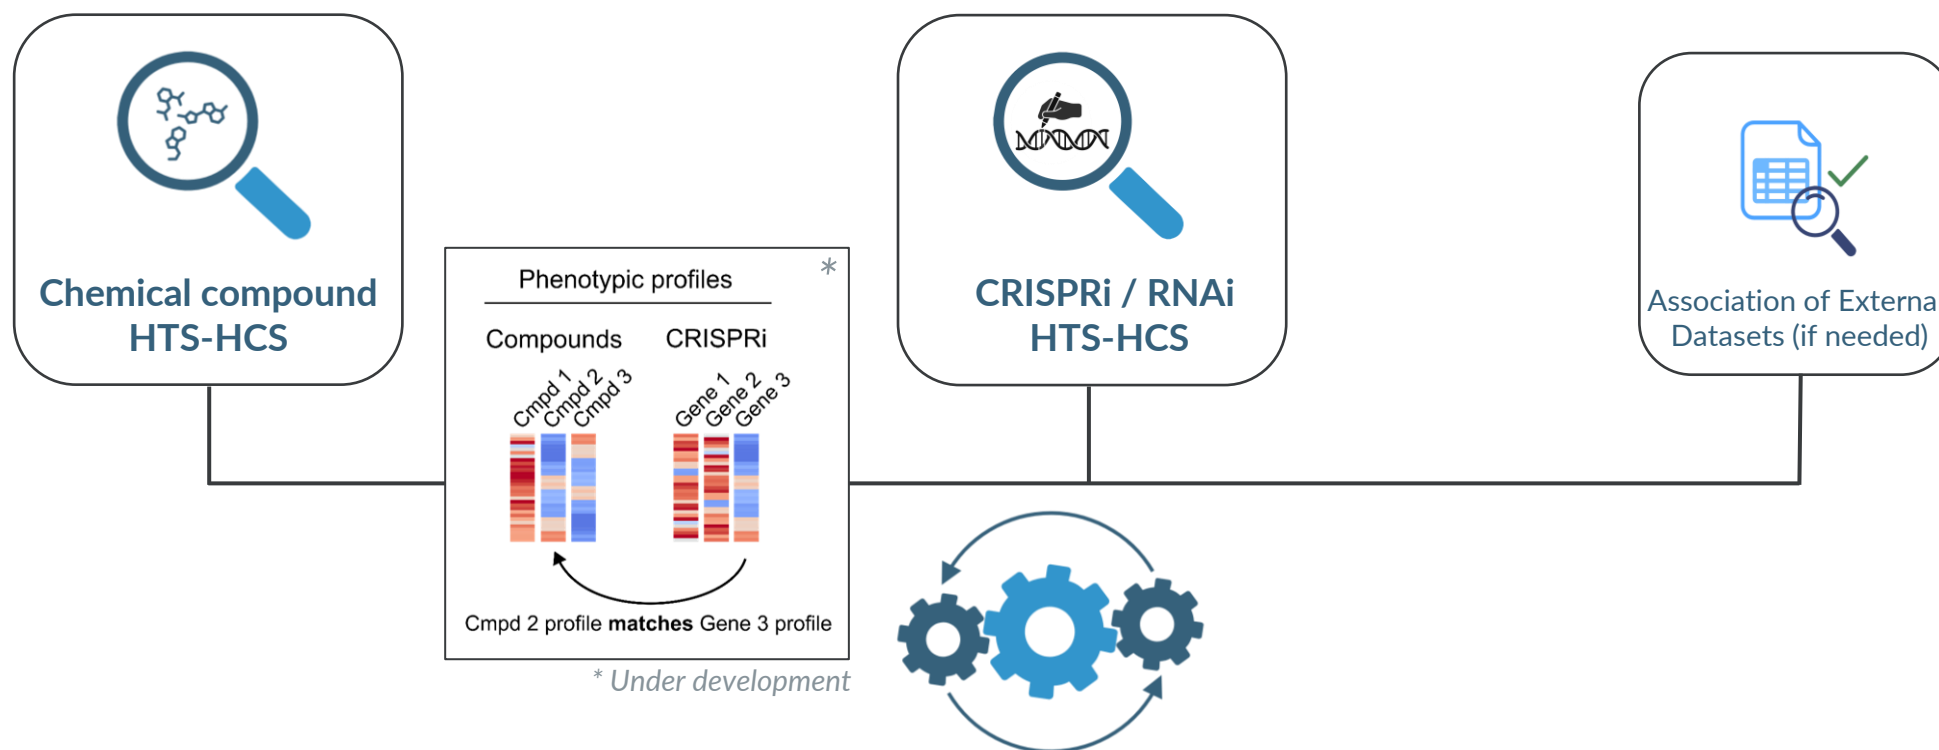 Chemical compound
HTS-HCS
Phenotypic profiles
*
Compounds
CRISPRi
Cmpd 1
Cmpd 2
Cmpd 3
Gene 1
Gene 2
Gene 3
Cmpd 2 profile matches Gene 3 profile
* Under development
CRISPRi / RNAi
HTS-HCS
Association of Externa
Datasets (if needed)